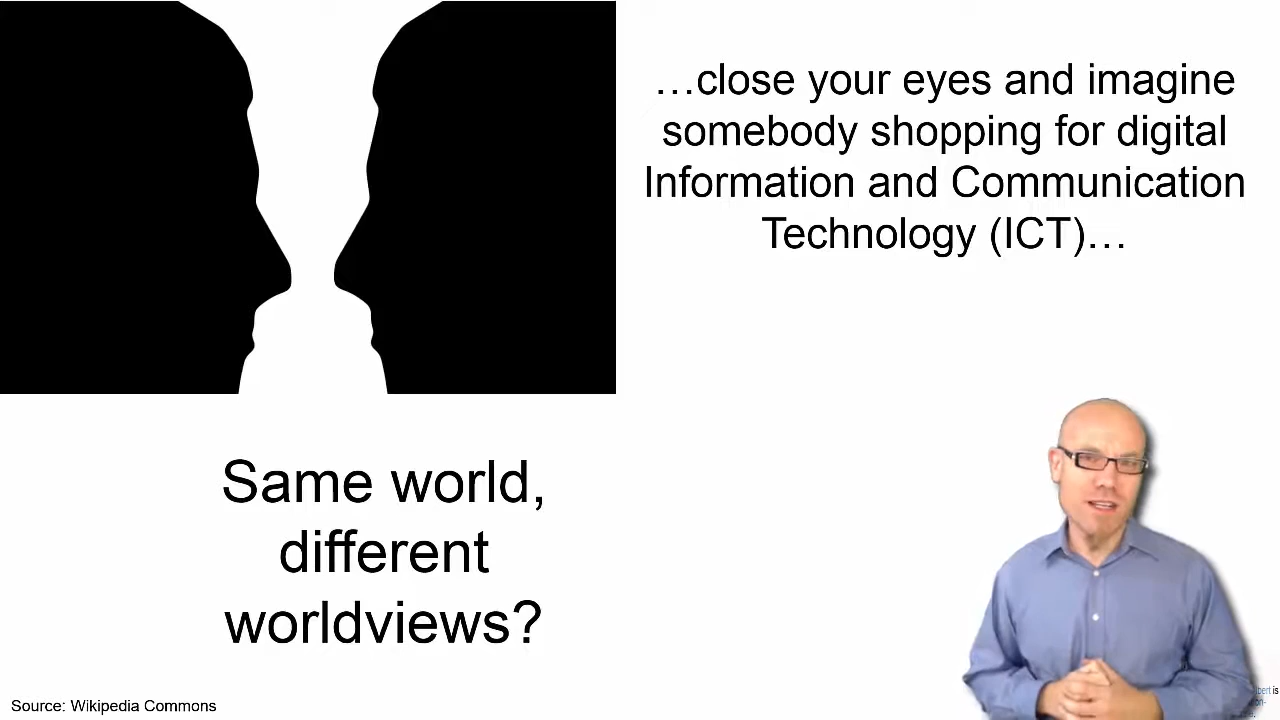 …close your eyes and imagine
somebody shopping for digital
Information and Communication
Technology (ICT)…
Same world,
different
worldviews?
Source: Wikipedia Commons